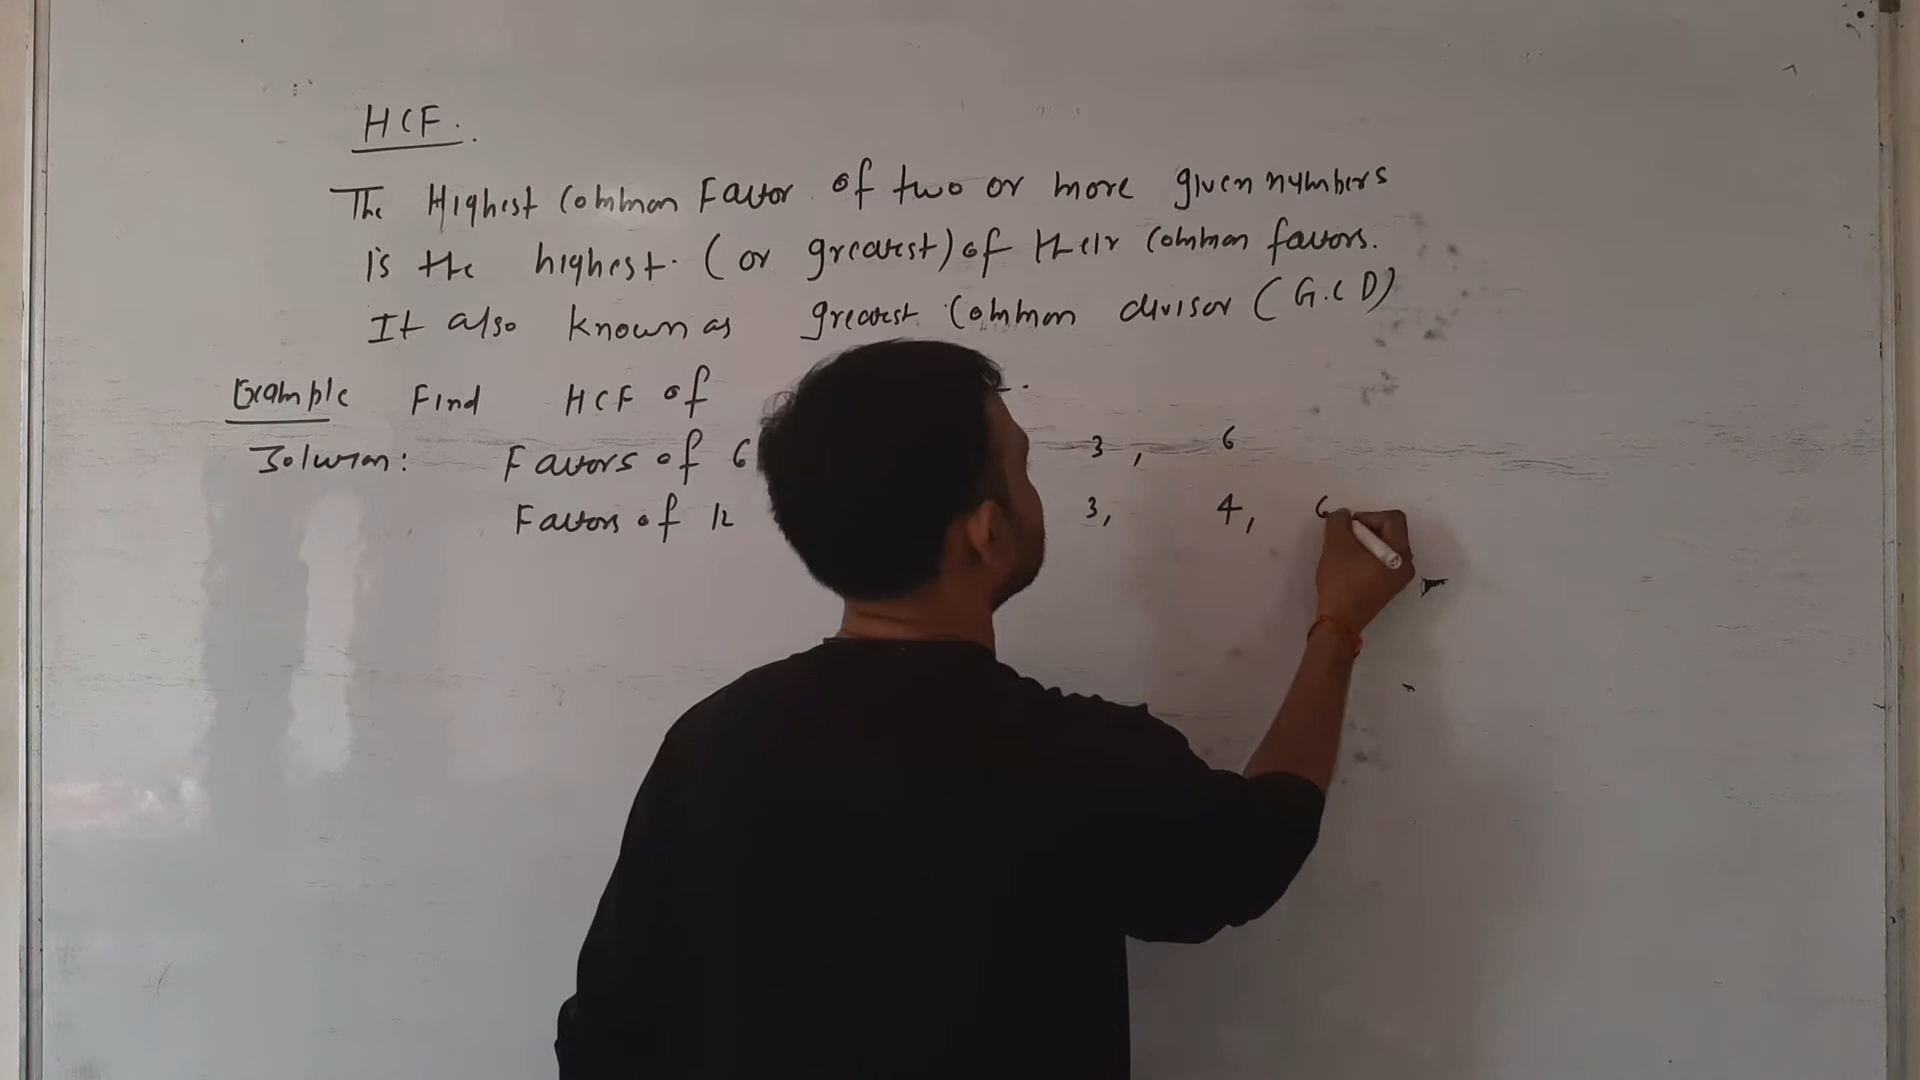 HCF.
The Highest Common Factor of two or more given numbers
is the highest. (or greatest) of their common factors.
It also known as greatest Common divisor (G.C.D)
Example Find HCF of
Solution: Factors of 6 3, 6
Factors of 12 3, 4, 6